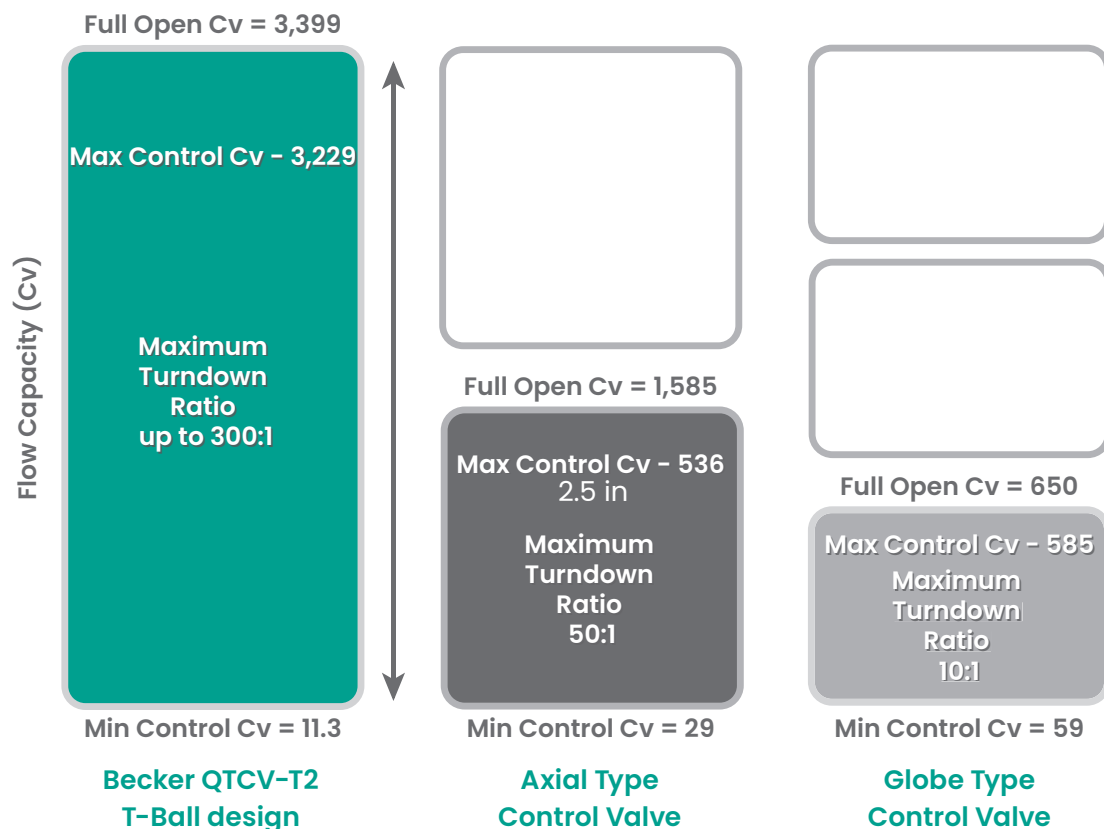 Flow Capacity (Cv)
Full Open Cv = 3,399
Max Control Cv - 3,229
Maximum
Turndown
Ratio
up to 300:1
Min Control Cv = 11.3
Becker QTCV-T2
T-Ball design
Full Open Cv = 1,585
Max Control Cv - 536
2.5 in
Maximum
Turndown
Ratio
50:1
Min Control Cv = 29
Axial Type
Control Valve
Full Open Cv = 650
Max Control Cv - 585
Maximum
Turndown
Ratio
10:1
Min Control Cv = 59
Globe Type
Control Valve